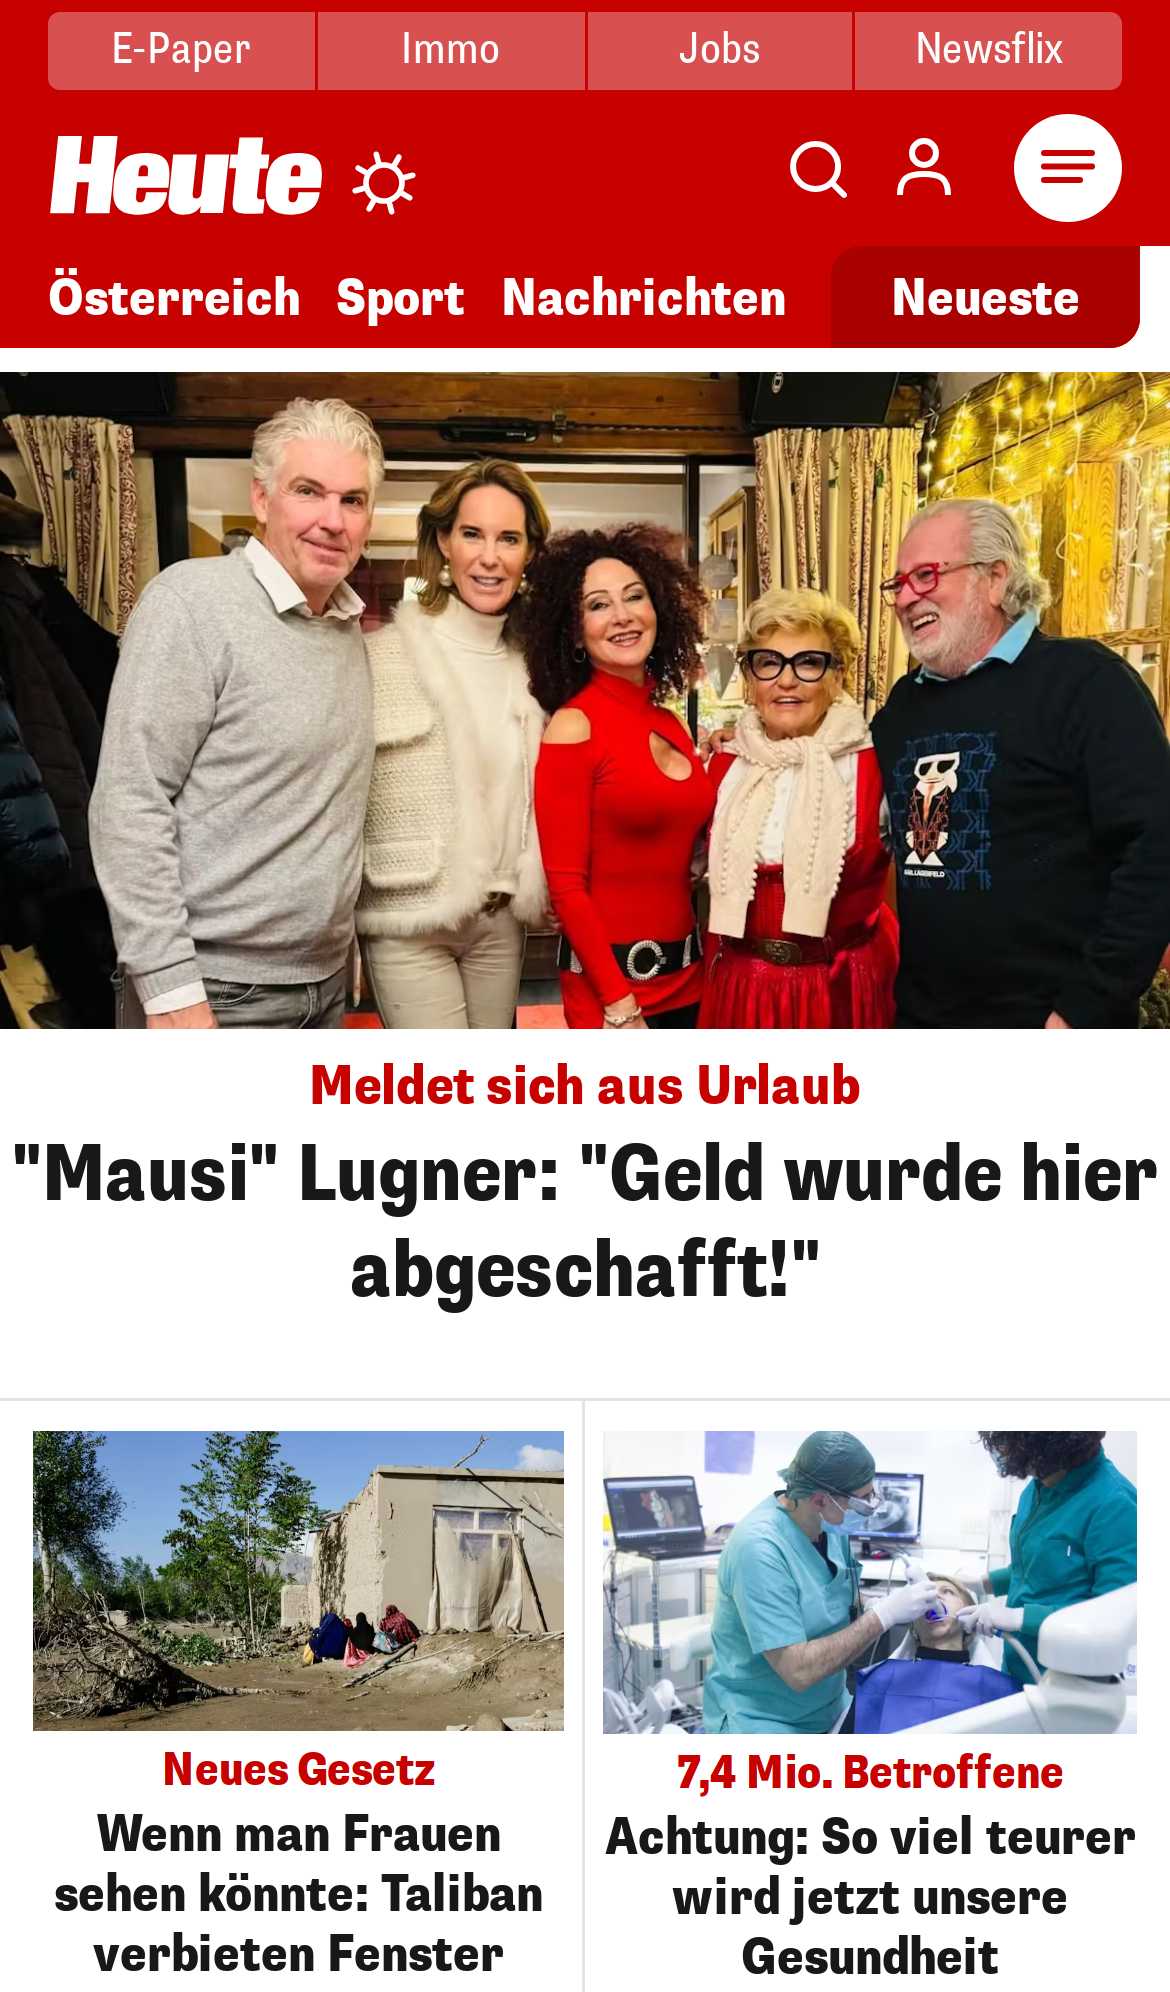 E-Paper Immo Jobs Newsflix
Heute
Österreich Sport Nachrichten Neueste
KARL LAGERFELD
Meldet sich aus Urlaub
"Mausi" Lugner: "Geld wurde hier
abgeschafft!"
Neues Gesetz
Wenn man Frauen
sehen könnte: Taliban
verbieten Fenster
7,4 Mio. Betroffene
Achtung: So viel teurer
wird jetzt unsere
Gesundheit